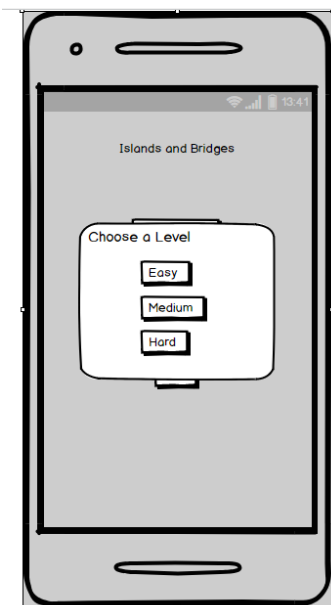 13:41
Islands and Bridges
Choose a Level
Easy
Medium
Hard